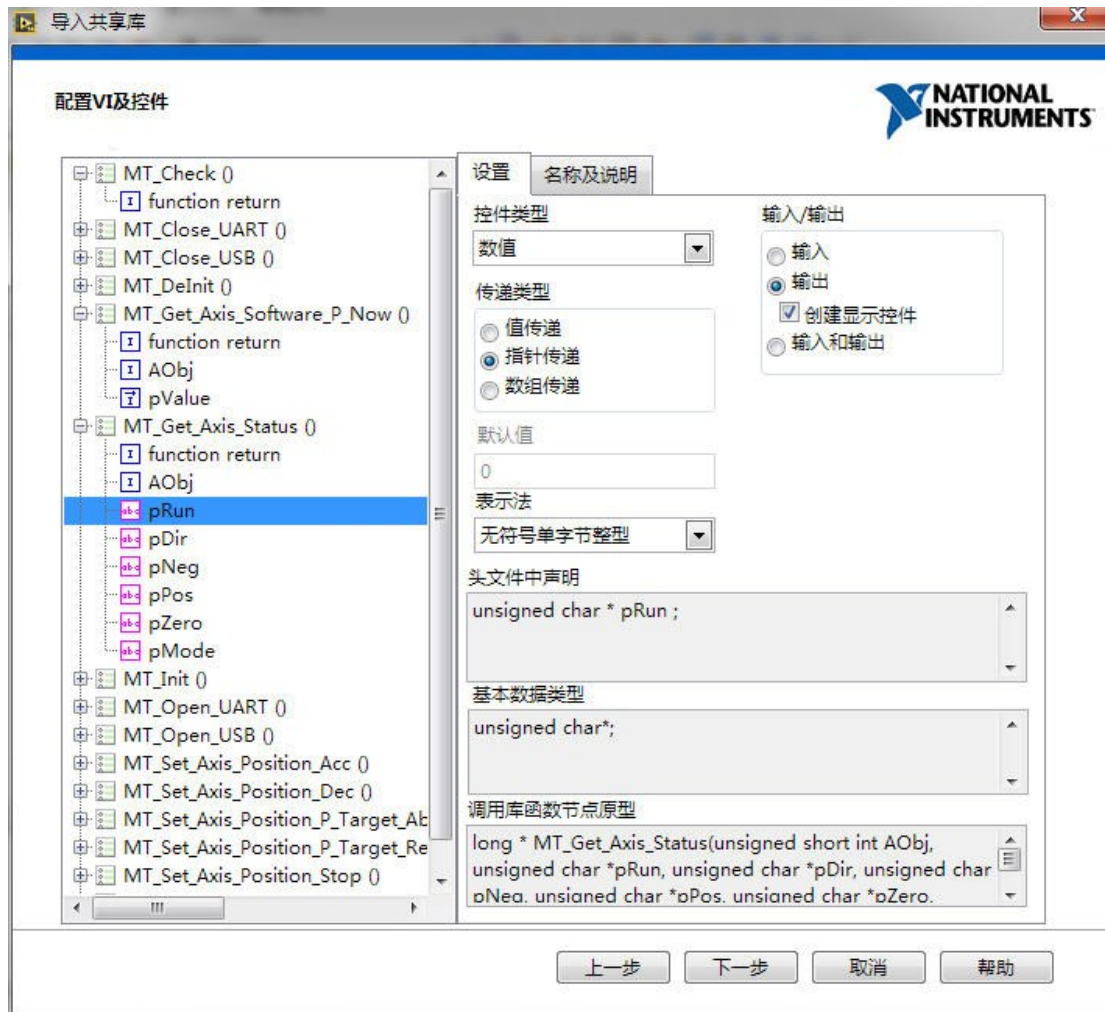 导入共享库
配置VI及控件
NATIONAL
INSTRUMENTS
MT_Check ()
function return
MT_Close_UART ()
MT_Close_USB ()
MT_DeInit ()
MT_Get_Axis_Software_P_Now ()
function return
AObj
pValue
MT_Get_Axis_Status ()
function return
AObj
pRun
pDir
pNeg
pPos
pZero
pMode
MT_Init ()
MT_Open_UART ()
MT_Open_USB ()
MT_Set_Axis_Position_Acc ()
MT_Set_Axis_Position_Dec ()
MT_Set_Axis_Position_P_Target_Ab
MT_Set_Axis_Position_P_Target_Re
MT_Set_Axis_Position_Stop ()
设置
名称及说明
控件类型
数值
传递类型
值传递
指针传递
数组传递
输入/输出
输入
输出
创建显示控件
输入和输出
默认值
0
表示法
无符号单字节整型
头文件中声明
unsigned char * pRun ;
基本数据类型
unsigned char*;
调用库函数节点原型
long * MT_Get_Axis_Status(unsigned short int AObj,
unsigned char *pRun, unsigned char *pDir, unsigned char
pNeg, unsigned char *pPos, unsigned char *pZero,
上一步
下一步
取消
帮助